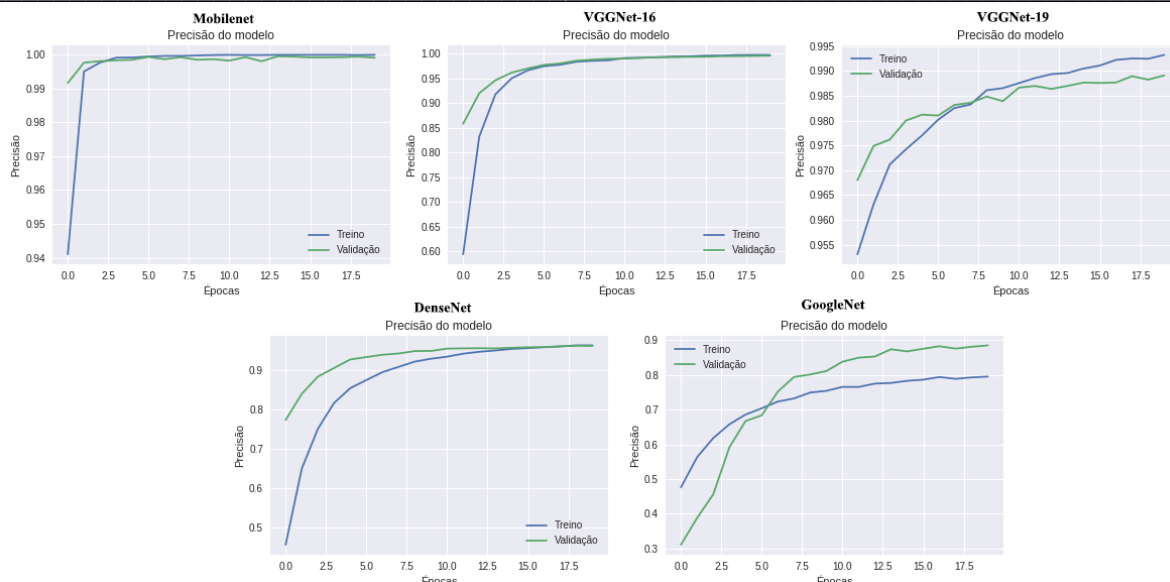 Mobilenet
Precisão do modelo
1.00
0.99
0.98
0.97
0.96
0.95
0.94
Precisão
Treino
Validação
0.0 2.5 5.0 7.5 10.0 12.5 15.0 17.5
Épocas
VGGNet-16
Precisão do modelo
1.00
0.95
0.90
0.85
0.80
0.75
0.70
0.65
0.60
Precisão
Treino
Validação
0.0 2.5 5.0 7.5 10.0 12.5 15.0 17.5
Épocas
VGGNet-19
Precisão do modelo
0.995
0.990
0.985
0.980
0.975
0.970
0.965
0.960
0.955
Precisão
Treino
Validação
0.0 2.5 5.0 7.5 10.0 12.5 15.0 17.5
Épocas
DenseNet
Precisão do modelo
0.9
0.8
0.7
0.6
0.5
Precisão
Treino
Validação
0.0 2.5 5.0 7.5 10.0 12.5 15.0 17.5
Épocas
GoogleNet
Precisão do modelo
0.9
0.8
0.7
0.6
0.5
0.4
0.3
Precisão
Treino
Validação
0.0 2.5 5.0 7.5 10.0 12.5 15.0 17.5
Épocas